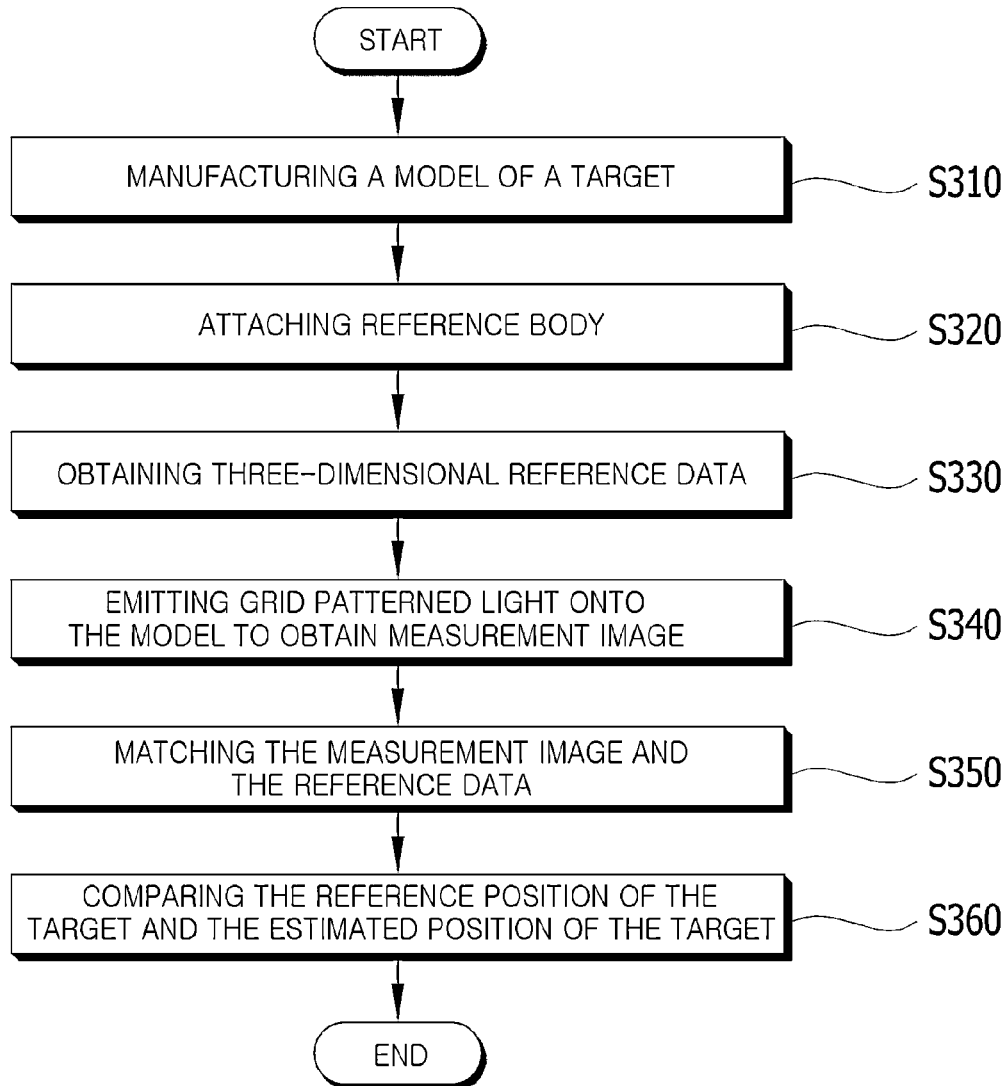 START
MANUFACTURING A MODEL OF A TARGET
S310
ATTACHING REFERENCE BODY
S320
OBTAINING THREE-DIMENSIONAL REFERENCE DATA
S330
EMITTING GRID PATTERNED LIGHT ONTO
THE MODEL TO OBTAIN MEASUREMENT IMAGE
S340
MATCHING THE MEASUREMENT IMAGE AND
THE REFERENCE DATA
S350
COMPARING THE REFERENCE POSITION OF THE
TARGET AND THE ESTIMATED POSITION OF THE TARGET
S360
END